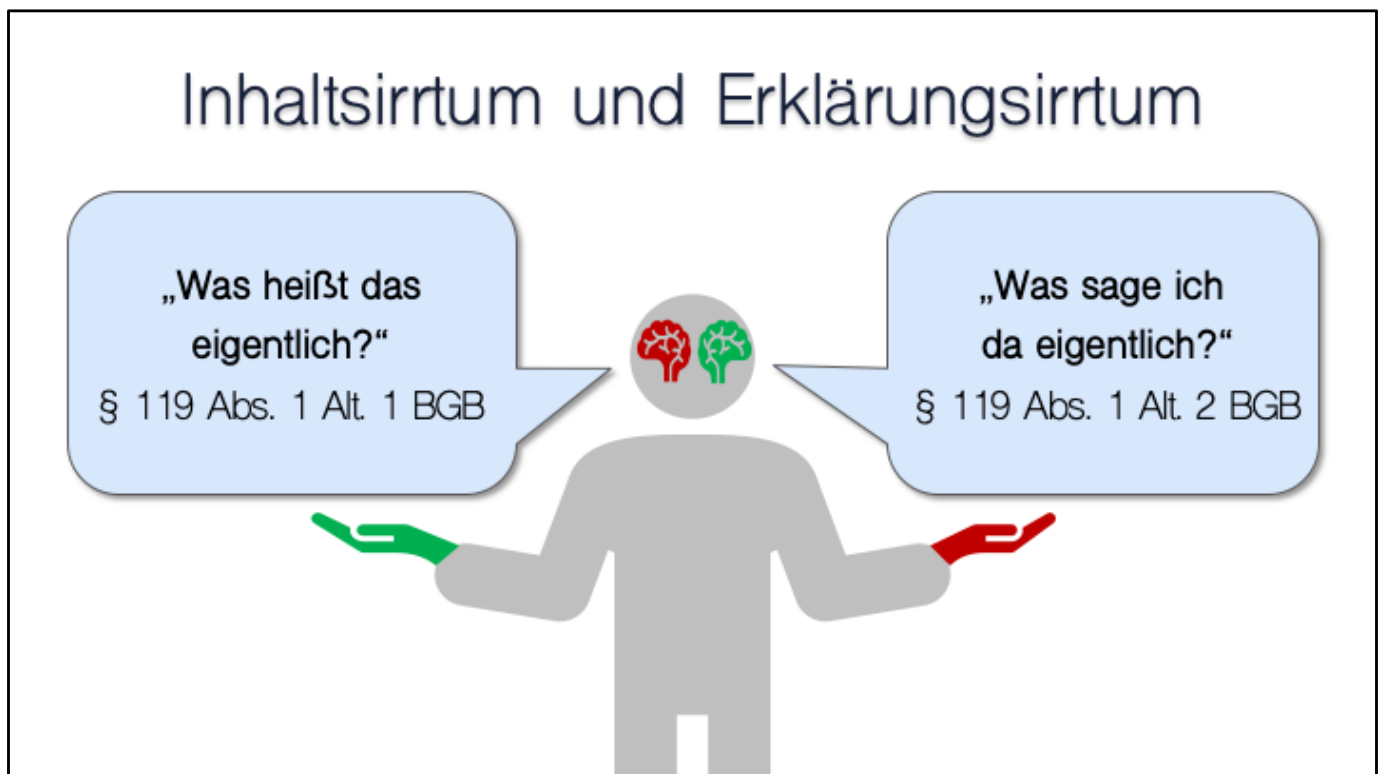 Inhaltsirrtum und Erklärungsirrtum
„Was heißt das
eigentlich?“
§ 119 Abs. 1 Alt. 1 BGB
„Was sage ich
da eigentlich?“
§ 119 Abs. 1 Alt. 2 BGB